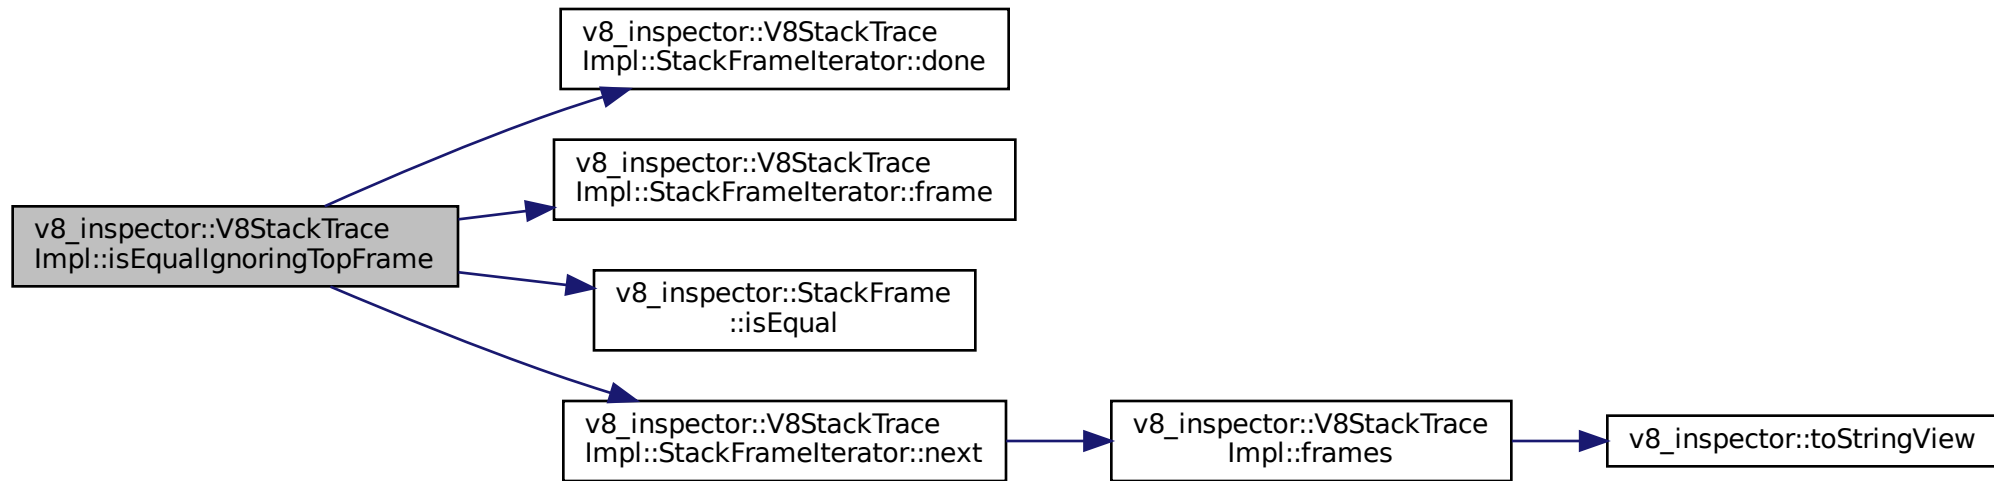 v8_inspector::V8StackTrace
Impl::isEqualIgnoringTopFrame
v8_inspector::V8StackTrace
Impl::StackFrameIterator::done
v8_inspector::V8StackTrace
Impl::StackFrameIterator::frame
v8_inspector::StackFrame
::isEqual
v8_inspector::V8StackTrace
Impl::StackFrameIterator::next
v8_inspector::V8StackTrace
Impl::frames
v8_inspector::toStringView